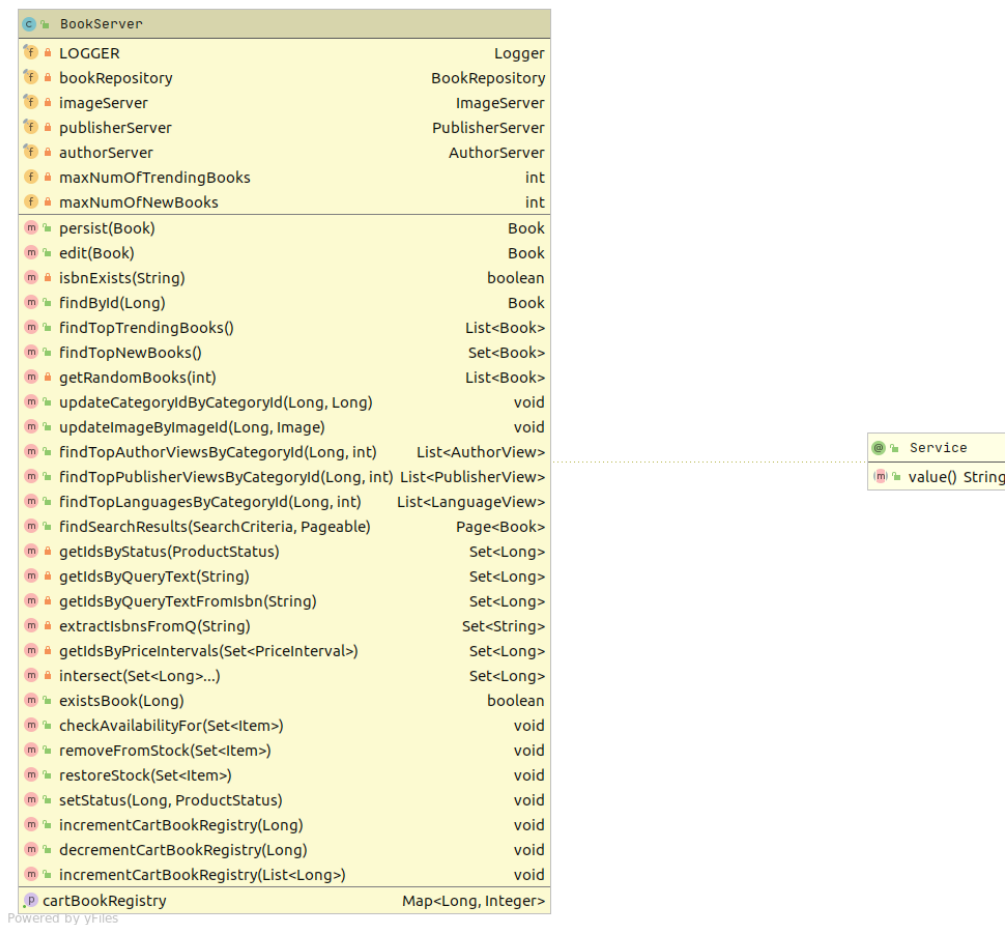 BookServer
LOGGER Logger
bookRepository BookRepository
imageServer ImageServer
publisherServer PublisherServer
authorServer AuthorServer
maxNumOfTrendingBooks int
maxNumOfNewBooks int
persist(Book) Book
edit(Book) Book
isbnExists(String) boolean
findById(Long) Book
findTopTrendingBooks() List<Book>
findTopNewBooks() Set<Book>
getRandomBooks(int) List<Book>
updateCategoryIdByCategoryId(Long, Long) void
updateImageByImageId(Long, Image) void
findTopAuthorViewsByCategoryId(Long, int) List<AuthorView>
findTopPublisherViewsByCategoryId(Long, int) List<PublisherView>
findTopLanguagesByCategoryId(Long, int) List<LanguageView>
findSearchResults(SearchCriteria, Pageable) Page<Book>
getIdsByStatus(ProductStatus) Set<Long>
getIdsByQueryText(String) Set<Long>
getIdsByQueryTextFromIsbn(String) Set<Long>
extractIsbnsFromQ(String) Set<String>
getIdsByPriceIntervals(Set<PriceInterval>) Set<Long>
intersect(Set<Long>...) Set<Long>
existsBook(Long) boolean
checkAvailabilityFor(Set<Item>) void
removeFromStock(Set<Item>) void
restoreStock(Set<Item>) void
setStatus(Long, ProductStatus) void
incrementCartBookRegistry(Long) void
decrementCartBookRegistry(Long) void
incrementCartBookRegistry(List<Long>) void
cartBookRegistry Map<Long, Integer>
Powered by yFiles
Service
value() String